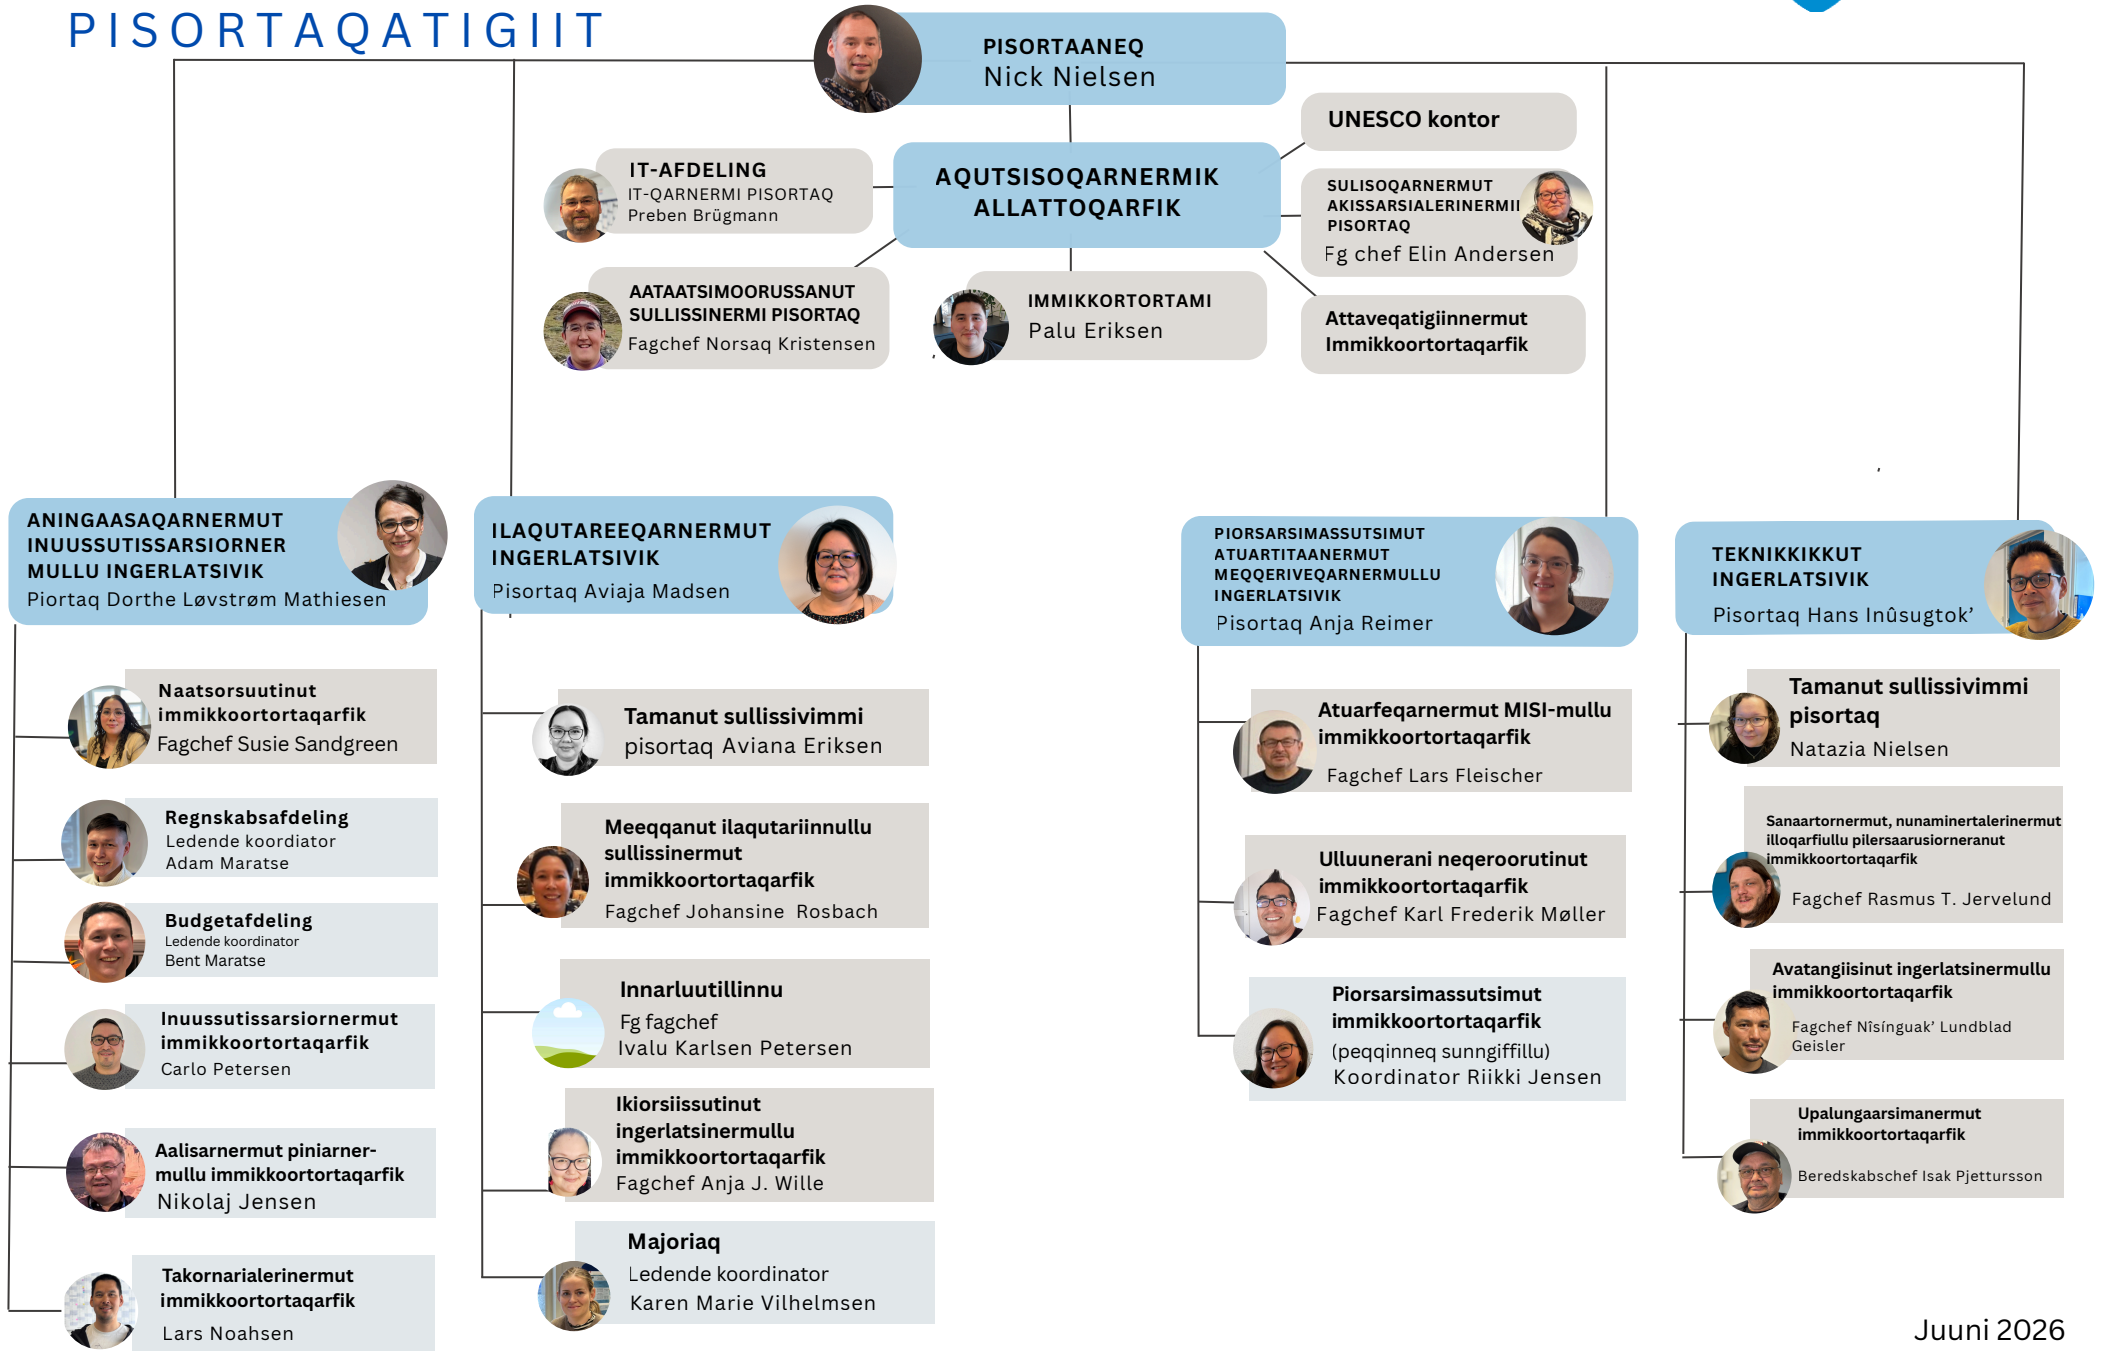 PISORTAQATIGIIT
PISORTAANEQ
Nick Nielsen
AQUTSISOQARNERMIK
ALLATTOQARFIK
IT-AFDELING
IT-QARNERMI PISORTAQ
Preben Brügmann
AATAATSIMOORUSSANUT
SULLISSINERMI PISORTAQ
Fagchef Norsaq Kristensen
IMMIKKORTORTAMI
Palu Eriksen
UNESCO kontor
SULISOQARNERMUT
AKISSARSIALERINERMII
PISORTAQ
Fg chef Elin Andersen
Attaveqatigiinnermut
Immikkoortortaqarfik
ANINGAASAQARNERMUT
INUUSSUTISSARSIORNER
MULLU INGERLATSIVIK
Piortaq Dorthe Løvstrøm Mathiesen
Naatsorsuutinut
immikkoortortaqarfik
Fagchef Susie Sandgreen
Regnskabsafdeling
Ledende koordiator
Adam Maratse
Budgetafdeling
Ledende koordinator
Bent Maratse
Inuussutissarsiornermut
immikkoortortaqarfik
Carlo Petersen
Aalisarnermut piniarner-
mullu immikkoortortaqarfik
Nikolaj Jensen
Takornarialerinermut
immikkoortortaqarfik
Lars Noahsen
ILAQUTAREEQARNERMUT
INGERLATSIVIK
Pisortaq Aviaja Madsen
Tamanut sullissivimmi
pisortaq Aviana Eriksen
Meeqqanut ilaqutariinnullu
sullissinermut
immikkoortortaqarfik
Fagchef Johansine Rosbach
Innarluutillinnu
Fg fagchef
Ivalu Karlsen Petersen
Ikiorsiissutinut
ingerlatsinermullu
immikkoortortaqarfik
Fagchef Anja J. Wille
Majoriaq
Ledende koordinator
Karen Marie Vilhelmsen
PIORSARSIMASSUTSIMUT
ATUARTITAANERMUT
MEQQERIVEQARNERMULLU
INGERLATSIVIK
Pisortaq Anja Reimer
Atuarfeqarnermut MISI-mullu
immikkoortortaqarfik
Fagchef Lars Fleischer
Ulluunerani neqeroorutinut
immikkoortortaqarfik
Fagchef Karl Frederik Møller
Piorsarsimassutsimut
immikkoortortaqarfik
(peqqinneq sunngiffillu)
Koordinator Riikki Jensen
TEKNIKKIKKUT
INGERLATSIVIK
Pisortaq Hans Inûsugtok’
Tamanut sullissivimmi
pisortaq
Natazia Nielsen
Sanaartornermut, nunaminertalerinermut
illoqarfiullu pilersaarusiorneranut
immikkoortortaqarfik
Fagchef Rasmus T. Jervelund
Avatangiisinut ingerlatsinermullu
immikkoortortaqarfik
Fagchef Nîsínguak’ Lundblad
Geisler
Upalungaarsimanermut
immikkoortortaqarfik
Beredskabschef Isak Pjettursson
Juuni 2026